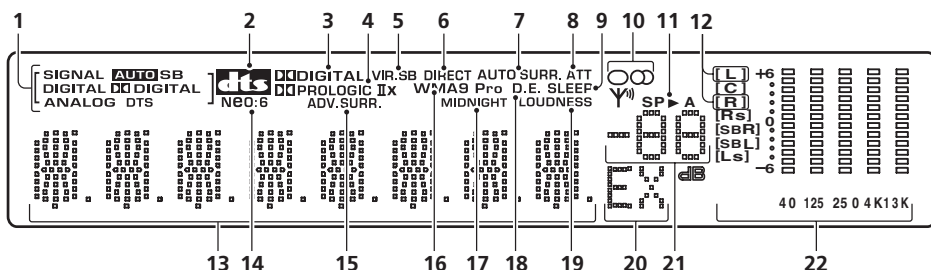 1 2 3 4 5 6 7 8 9 10 11 12
SIGNAL AUTO SB
DIGITAL DIGITAL
ANALOG DTS
dts
Neo:6
DIGITAL VIR.SB DIRECT AUTO SURR. ATT
PROLOGIC IIx WMA9 Pro D.E. SLEEP
ADV.SURR. MIDNIGHT LOUDNESS
SP ► A
dB
EX
[L] +6
[C]
[R] 0
[Rs]
[SBR]
[SBL]
[Ls] −6
40 125 250 4K 13K
13 14 15 16 17 18 19 20 21 22